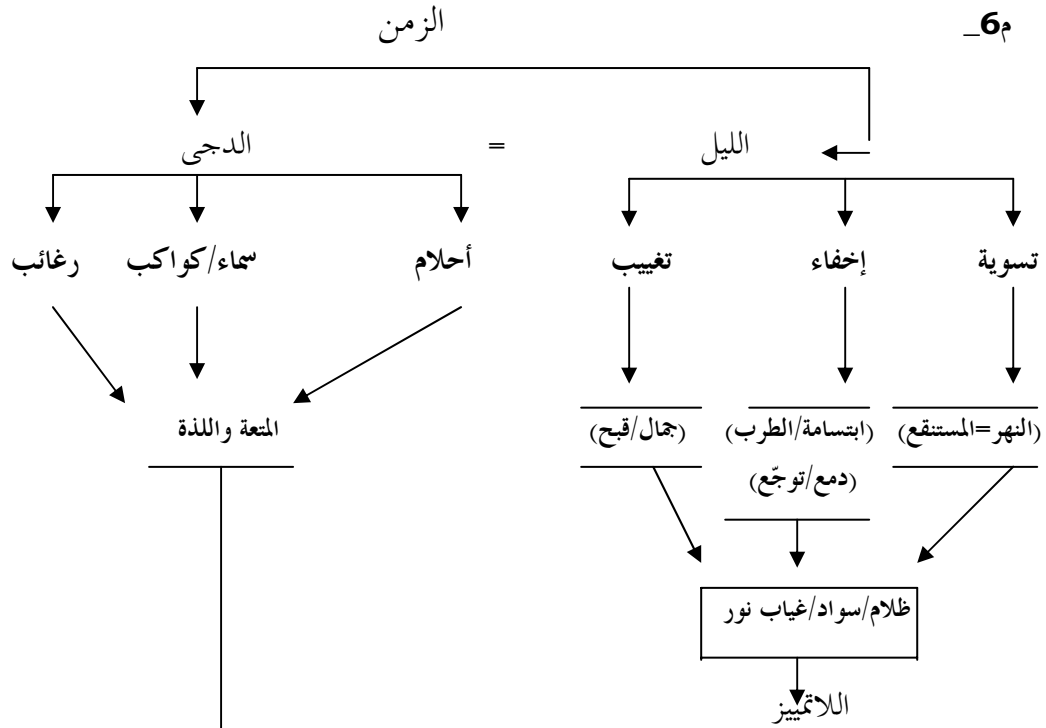 م6_
الزمن
الليل = الدجى
تسوية إخفاء تغييب أحلام سماء/كواكب رغائب
(النهر=المستنقع) (ابتسامة/الطرب) (جمال/قبح) المتعة واللذة
(دمع/توجّع)
ظلام/سواد/غياب نور
اللاتمييز